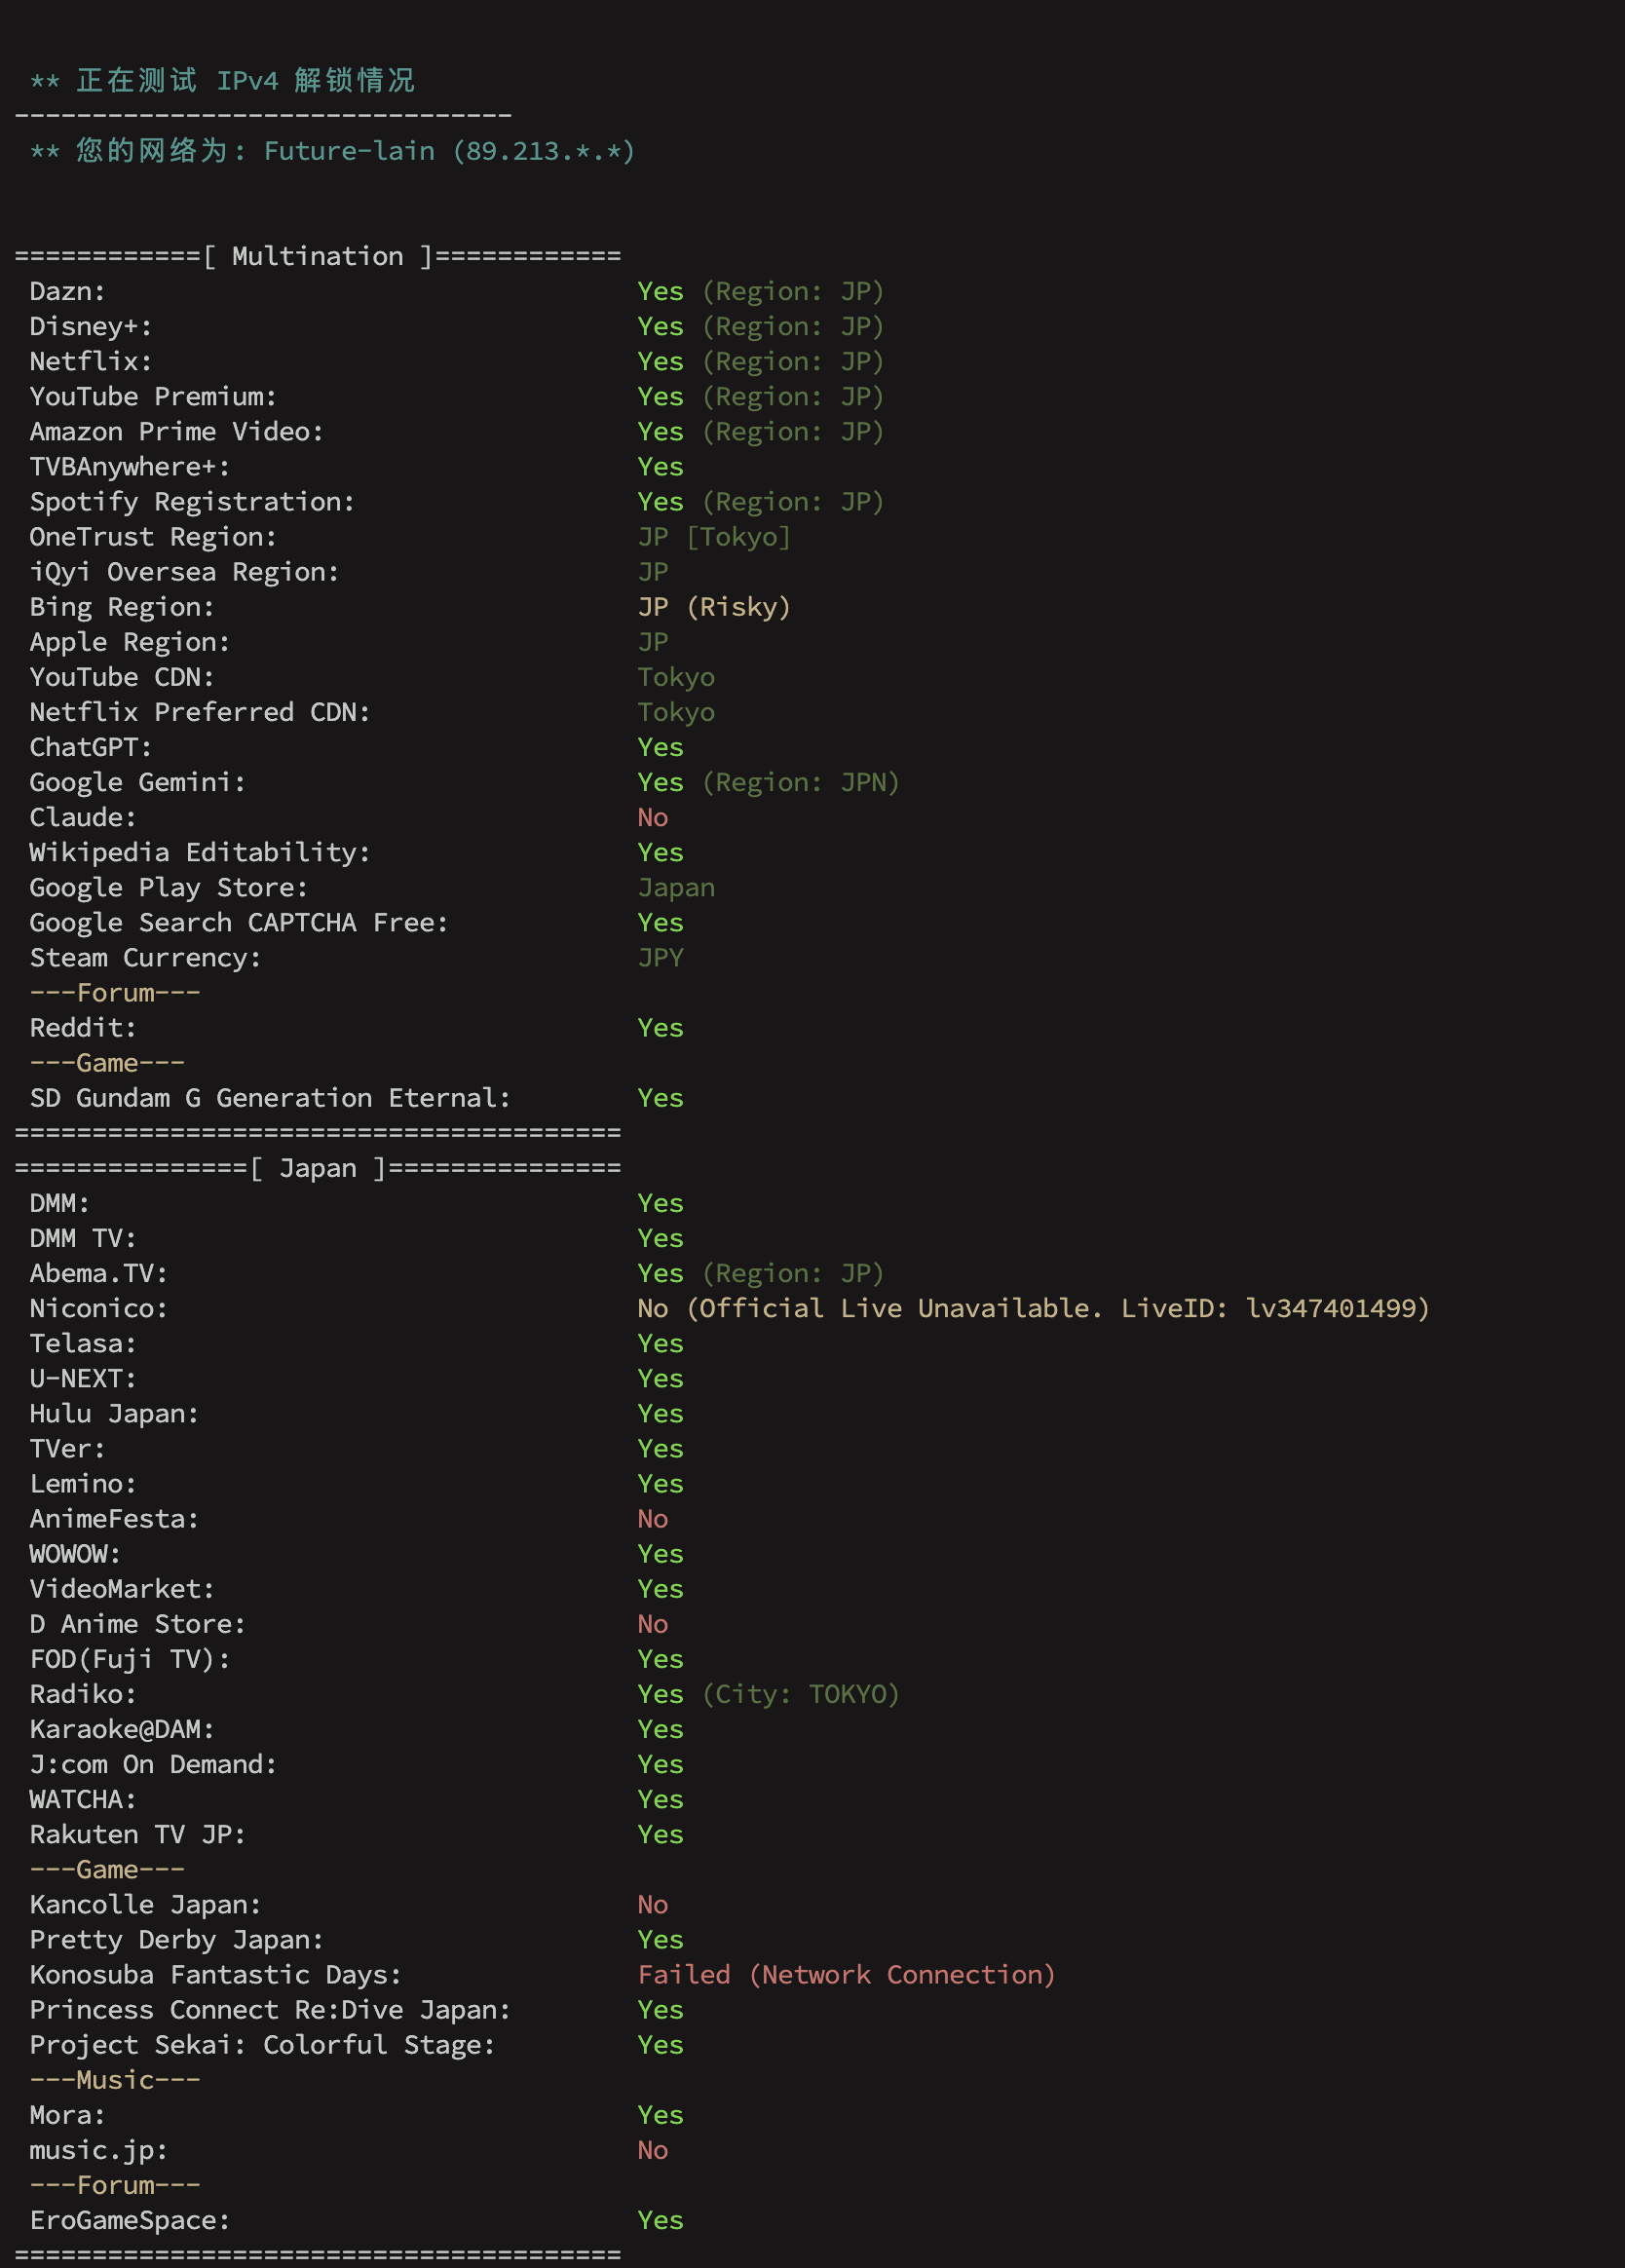 ** 正在测试 IPv4 解锁情况
--------------------------------
** 您的网络为: Future-lain (89.213.*.*)
============[ Multination ]============
Dazn: Yes (Region: JP)
Disney+: Yes (Region: JP)
Netflix: Yes (Region: JP)
YouTube Premium: Yes (Region: JP)
Amazon Prime Video: Yes (Region: JP)
TVBAnywhere+: Yes
Spotify Registration: Yes (Region: JP)
OneTrust Region: JP [Tokyo]
iQyi Oversea Region: JP
Bing Region: JP (Risky)
Apple Region: JP
YouTube CDN: Tokyo
Netflix Preferred CDN: Tokyo
ChatGPT: Yes
Google Gemini: Yes (Region: JPN)
Claude: No
Wikipedia Editability: Yes
Google Play Store: Japan
Google Search CAPTCHA Free: Yes
Steam Currency: JPY
---Forum---
Reddit: Yes
---Game---
SD Gundam G Generation Eternal: Yes
=======================================
===============[ Japan ]===============
DMM: Yes
DMM TV: Yes
Abema.TV: Yes (Region: JP)
Niconico: No (Official Live Unavailable. LiveID: lv347401499)
Telasa: Yes
U-NEXT: Yes
Hulu Japan: Yes
TVer: Yes
Lemino: Yes
AnimeFesta: No
WOWOW: Yes
VideoMarket: Yes
D Anime Store: No
FOD(Fuji TV): Yes
Radiko: Yes (City: TOKYO)
Karaoke@DAM: Yes
J:com On Demand: Yes
WATCHA: Yes
Rakuten TV JP: Yes
---Game---
Kancolle Japan: No
Pretty Derby Japan: Yes
Konosuba Fantastic Days: Failed (Network Connection)
Princess Connect Re:Dive Japan: Yes
Project Sekai: Colorful Stage: Yes
---Music---
Mora: Yes
music.jp: No
---Forum---
EroGameSpace: Yes
=======================================